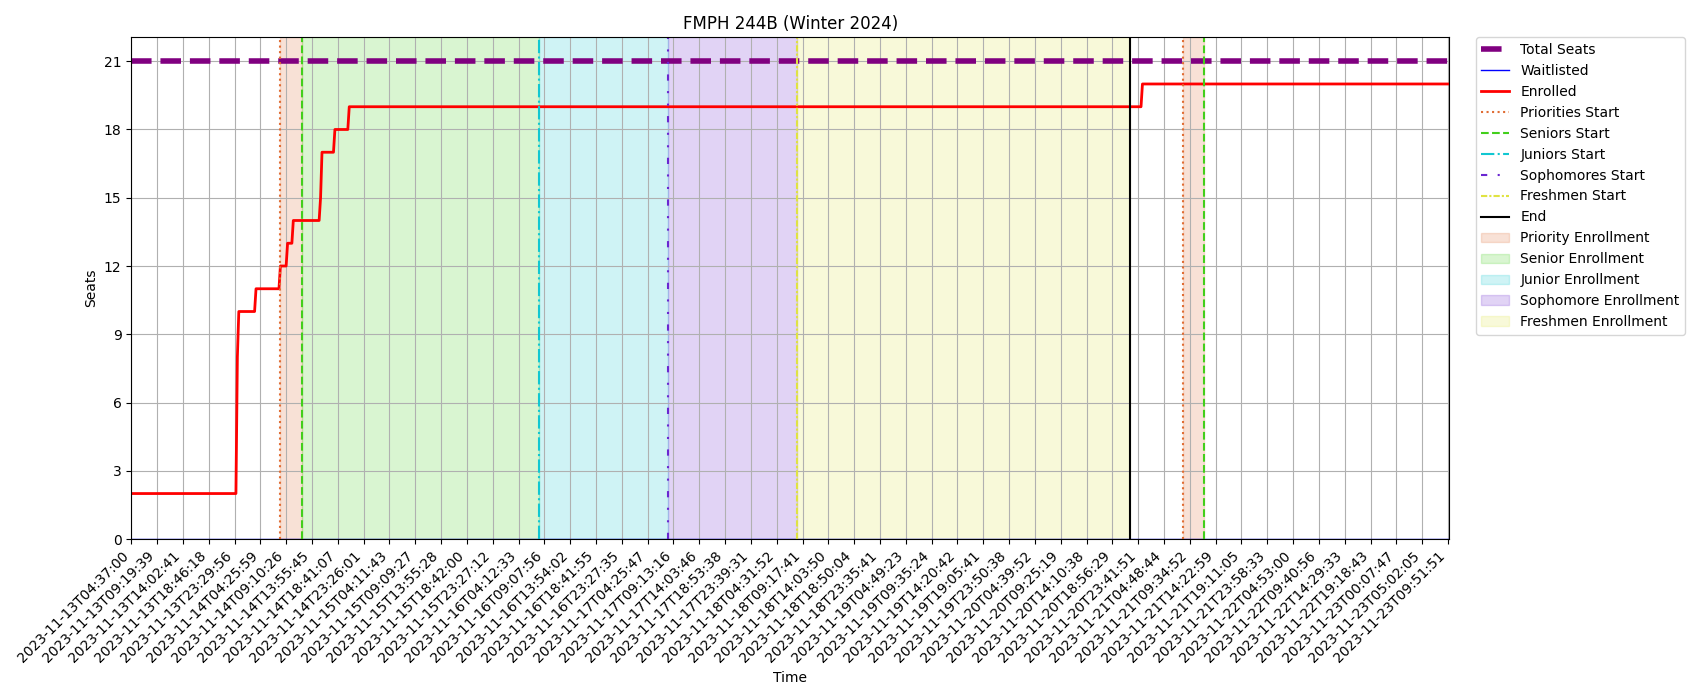 FMPH 244B (Winter 2024)
Seats
21
18
15
12
9
6
3
0
2023-11-13T04:37:00
2023-11-13T09:19:39
2023-11-13T14:02:41
2023-11-13T18:46:18
2023-11-13T23:29:56
2023-11-14T04:25:59
2023-11-14T09:10:26
2023-11-14T13:55:45
2023-11-14T18:41:07
2023-11-14T23:26:01
2023-11-15T04:11:43
2023-11-15T09:09:27
2023-11-15T13:55:28
2023-11-15T18:42:00
2023-11-15T23:27:12
2023-11-16T04:12:33
2023-11-16T09:07:56
2023-11-16T13:54:02
2023-11-16T18:41:55
2023-11-16T23:27:35
2023-11-17T04:25:47
2023-11-17T09:13:16
2023-11-17T14:03:46
2023-11-17T18:53:38
2023-11-17T23:39:31
2023-11-18T04:31:52
2023-11-18T09:17:41
2023-11-18T14:03:50
2023-11-18T18:50:04
2023-11-18T23:35:41
2023-11-19T04:49:23
2023-11-19T09:35:24
2023-11-19T14:20:42
2023-11-19T19:05:41
2023-11-19T23:50:38
2023-11-20T04:39:52
2023-11-20T09:25:19
2023-11-20T14:10:38
2023-11-20T18:56:29
2023-11-20T23:41:51
2023-11-21T04:48:44
2023-11-21T09:34:52
2023-11-21T14:22:59
2023-11-21T19:11:05
2023-11-21T23:58:33
2023-11-22T04:53:00
2023-11-22T09:40:56
2023-11-22T14:29:33
2023-11-22T19:18:43
2023-11-23T00:07:47
2023-11-23T05:02:05
2023-11-23T09:51:51
Time
Total Seats
Waitlisted
Enrolled
Priorities Start
Seniors Start
Juniors Start
Sophomores Start
Freshmen Start
End
Priority Enrollment
Senior Enrollment
Junior Enrollment
Sophomore Enrollment
Freshmen Enrollment